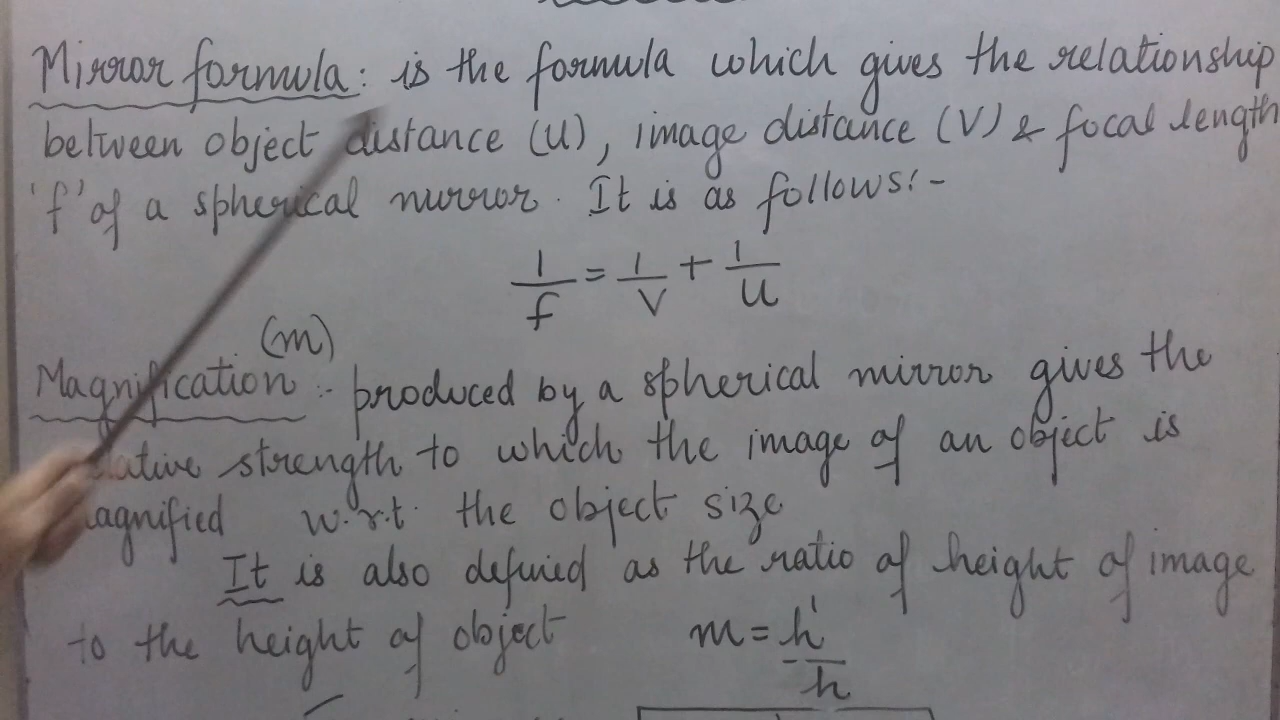 Mirror formula: is the formula which gives the relationship
between object distance (u), image distance (V) & focal length
'f' of a spherical mirror. It is as follows:-
1/f = 1/V + 1/u
(m)
Magnification :- produced by a spherical mirror gives the
lative strength to which the image of an object is
agnified w.r.t. the object size
It is also defined as the ratio of height of image
to the height of object m = h'/h